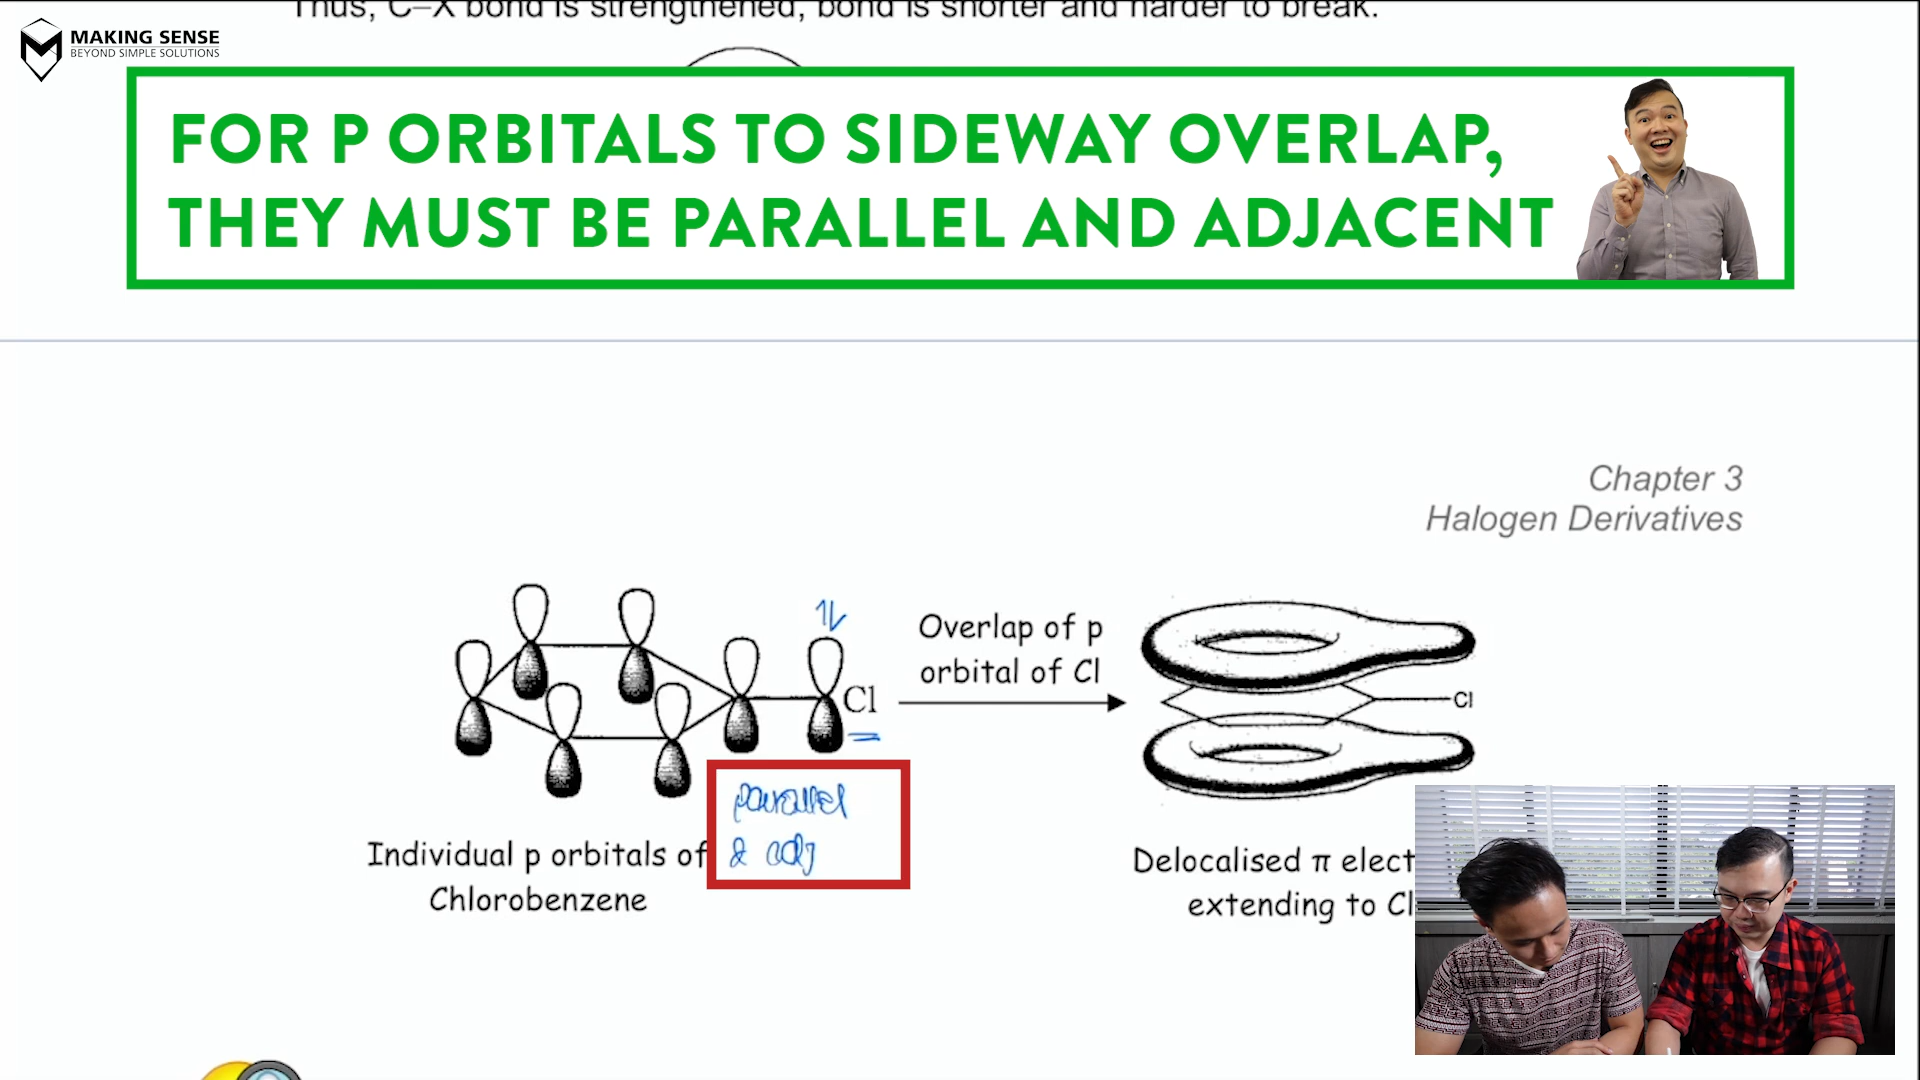 Thus, C–X bond is strengthened, bond is shorter and harder to break.
MAKING SENSE
BEYOND SIMPLE SOLUTIONS
FOR P ORBITALS TO SIDEWAY OVERLAP,
THEY MUST BE PARALLEL AND ADJACENT
Chapter 3
Halogen Derivatives
1L
Cl
Overlap of p
orbital of Cl
Cl
parallel
& adj
Individual p orbitals of
Chlorobenzene
Delocalised π elect
extending to Cl